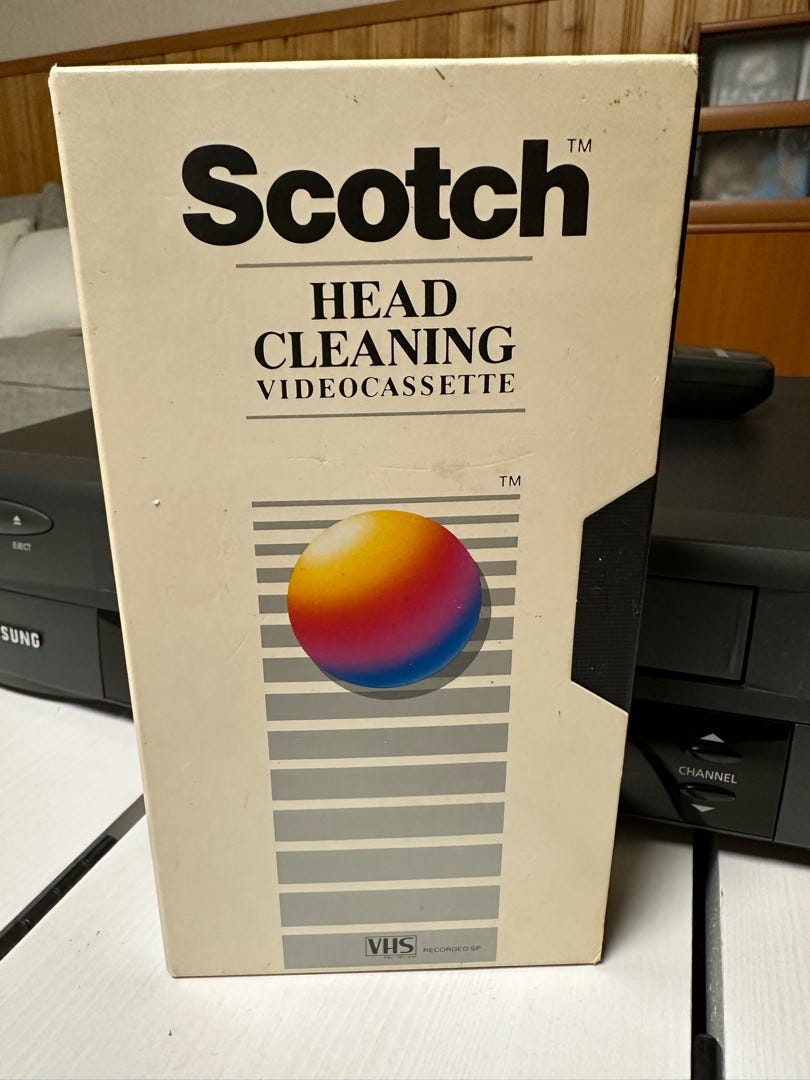 Scotch™
HEAD
CLEANING
VIDEOCASSETTE
TM
EJECT
SUNG
CHANNEL
VHS
RECORDED SP